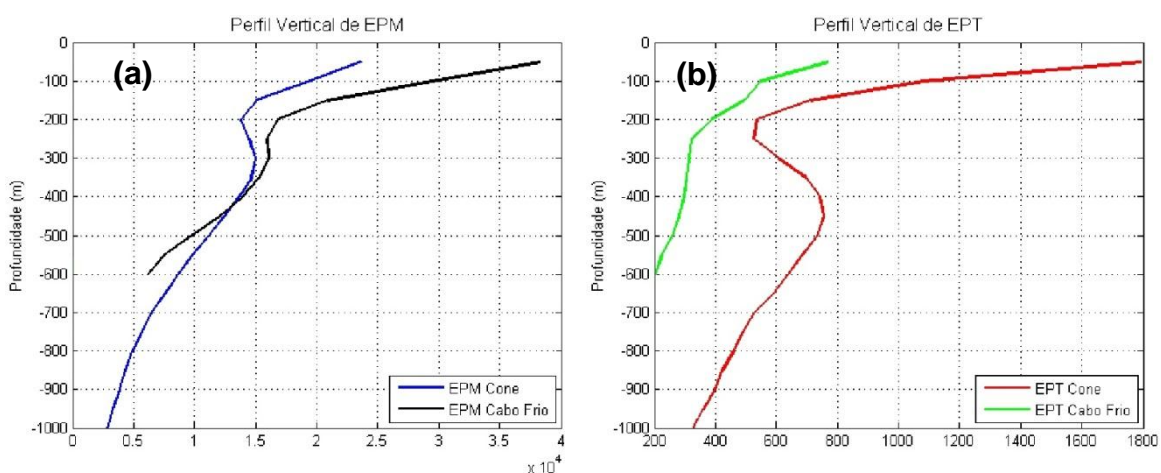 Perfil Vertical de EPM
(a)
0
-100
-200
-300
-400
-500
-600
-700
-800
-900
-1000
Profundidade (m)
EPM Cone
EPM Cabo Frio
0 0.5 1 1.5 2 2.5 3 3.5 4
x 10⁴
Perfil Vertical de EPT
(b)
0
-100
-200
-300
-400
-500
-600
-700
-800
-900
-1000
Profundidade (m)
EPT Cone
EPT Cabo Frio
200 400 600 800 1000 1200 1400 1600 1800